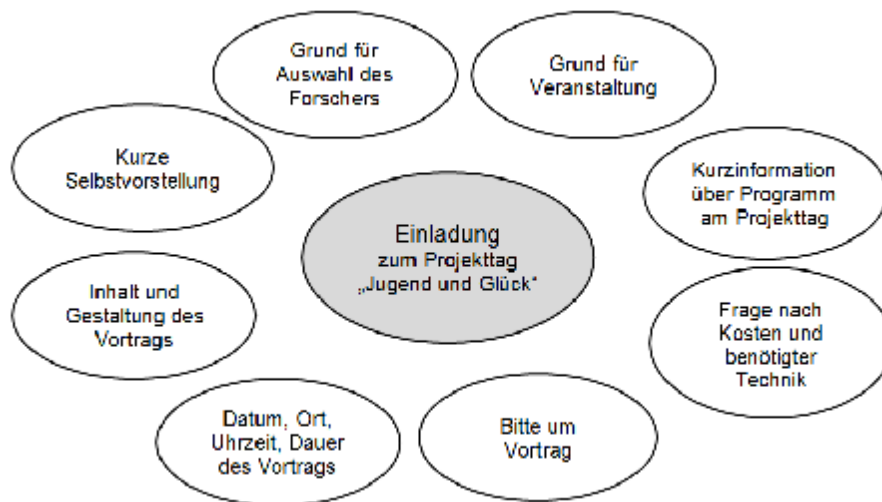 Grund für
Auswahl des
Forschers
Grund für
Veranstaltung
Kurze
Selbstvorstellung
Kurzinformation
über Programm
am Projekttag
Einladung
zum Projekttag
„Jugend und Glück“
Inhalt und
Gestaltung des
Vortrags
Frage nach
Kosten und
benötigter
Technik
Datum, Ort,
Uhrzeit, Dauer
des Vortrags
Bitte um
Vortrag